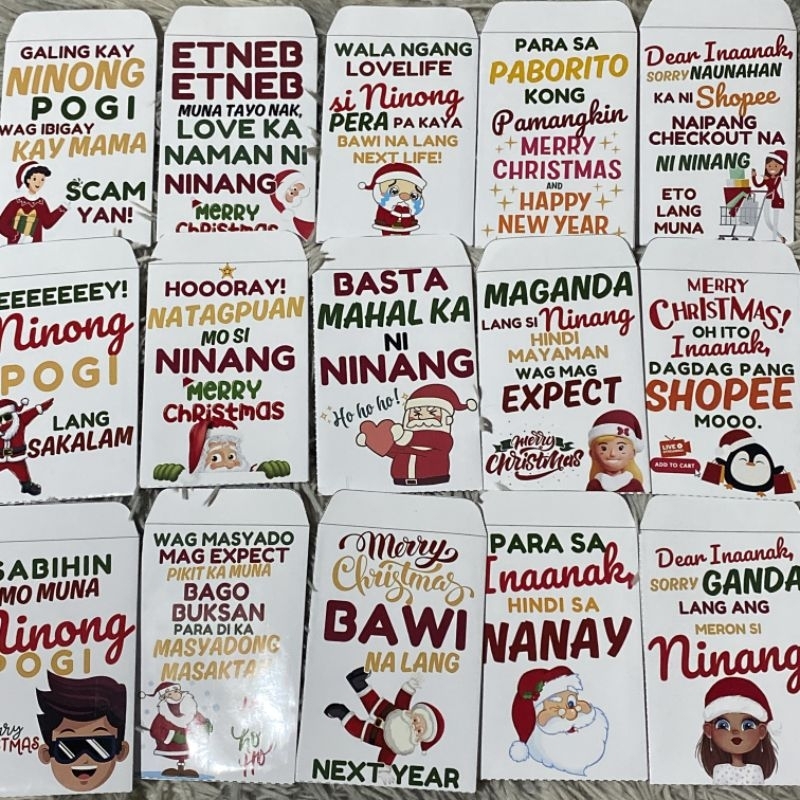 GALING KAY
NINONG
POGI
WAG IBIGAY
KAY MAMA
SCAM
YAN!
ETNEB
ETNEB
MUNA TAYO NAK,
LOVE KA
NAMAN Ni
NINANG
Merry
Christmas
WALA NGANG
LOVELIFE
si Ninong
PERA PA KAYA
BAWI NA LANG
NEXT LIFE!
PARA SA
PABORITO
KONG
Pamangkin
MERRY
CHRISTMAS
AND
HAPPY
NEW YEAR
Dear Inaanak,
SORRY NAUNAHAN
KA NI Shopee
NAIPANG
CHECKOUT NA
NI NINANG
ETO
LANG
MUNA
EEEEEEEY!
Ninong
POGI
LANG
SAKALAM
HOOORAY!
NATAGPUAN
MO SI
NINANG
Merry
Christmas
BASTA
MAHAL KA
NI
NINANG
Ho ho ho!
MAGANDA
LANG SI Ninang
HINDI
MAYAMAN
WAG MAG
EXPECT
Merry
Christmas
MERRY
CHRISTMAS!
OH ITO
Inaanak,
DAGDAG PANG
SHOPEE
MOOO.
LIVE
ADD TO CART
SABIHIN
MO MUNA
Ninong
POGI
WAG MASYADO
MAG EXPECT
PIKIT KA MUNA
BAGO
BUKSAN
PARA DI KA
MASYADONG
MASAKTAN
Ho
Merry
Christmas
BAWI
NA LANG
NEXT YEAR
PARA SA
Inaanak,
HINDI SA
NANAY
Dear Inaanak,
SORRY GANDA
LANG ANG
MERON SI
Ninang